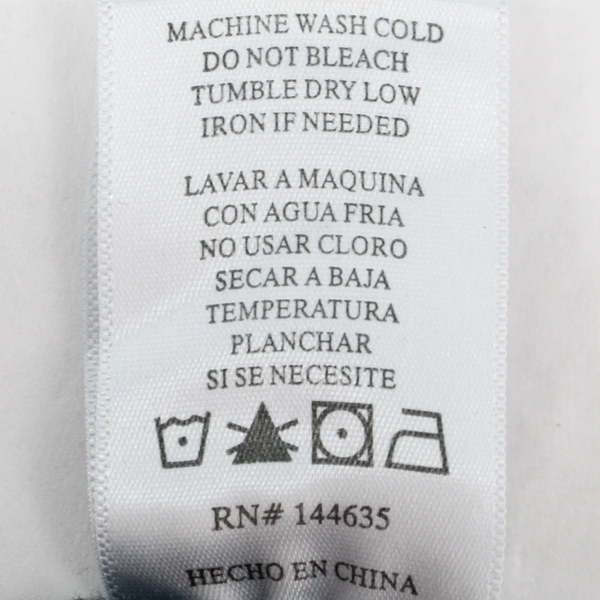 MACHINE WASH COLD
DO NOT BLEACH
TUMBLE DRY LOW
IRON IF NEEDED
LAVAR A MAQUINA
CON AGUA FRIA
NO USAR CLORO
SECAR A BAJA
TEMPERATURA
PLANCHAR
SI SE NECESITE
RN# 144635
HECHO EN CHINA